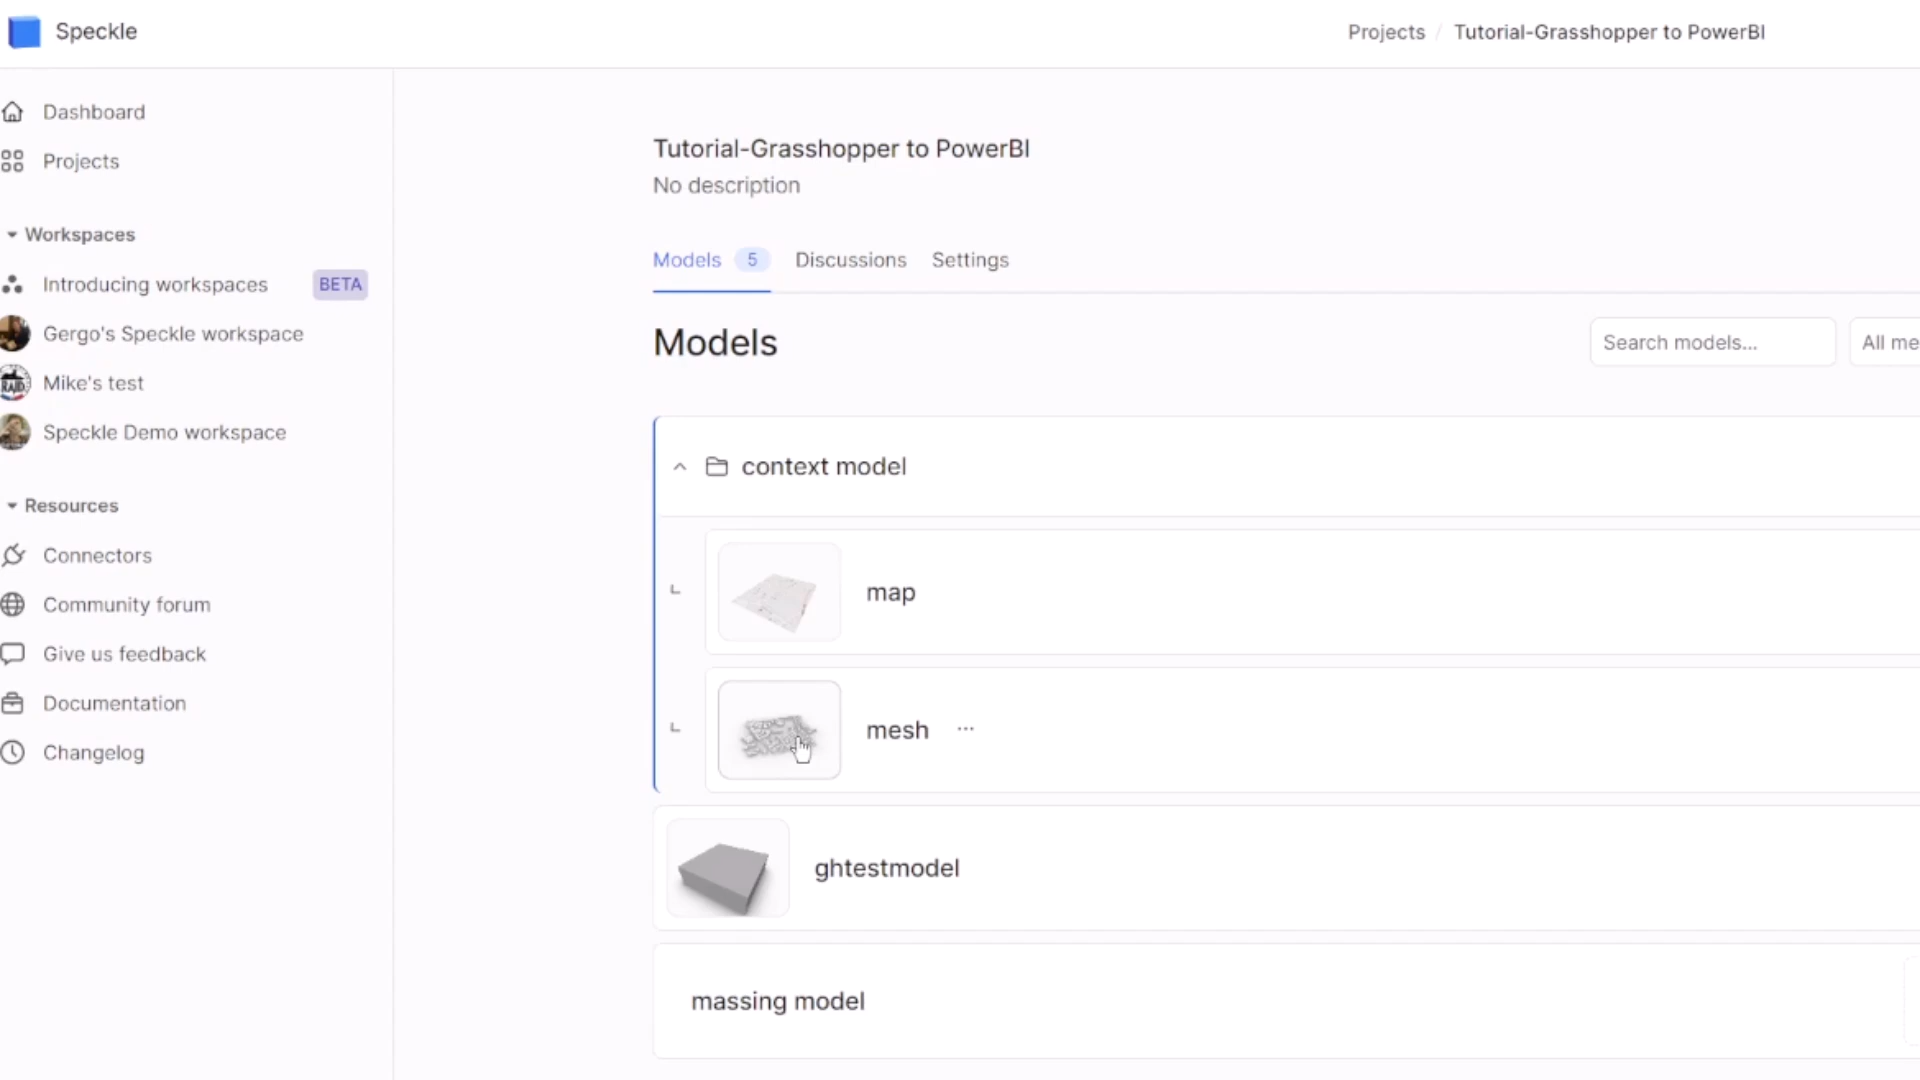 Speckle
Projects / Tutorial-Grasshopper to PowerBI
Dashboard
Projects
Workspaces
Introducing workspaces BETA
Gergo's Speckle workspace
Mike's test
Speckle Demo workspace
Resources
Connectors
Community forum
Give us feedback
Documentation
Changelog
Tutorial-Grasshopper to PowerBI
No description
Models 5 Discussions Settings
Models
Search models...
All me
context model
map
mesh ...
ghtestmodel
massing model